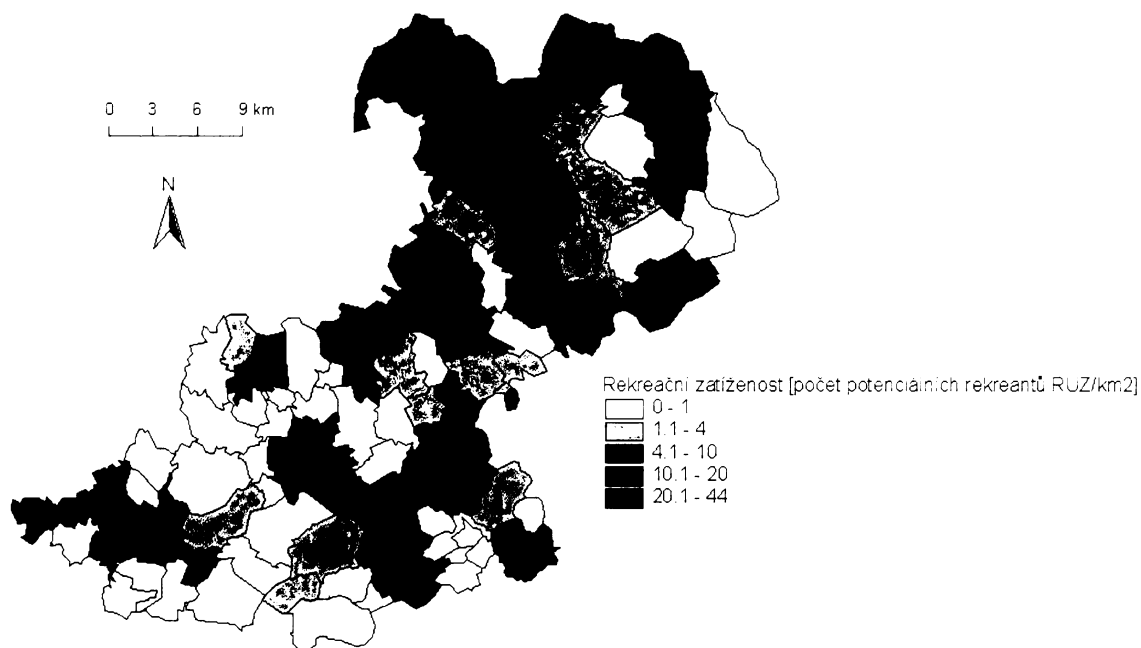 0 3 6 9 km
N
Rekreační zatíženost [počet potenciálních rekreantů RUZ/km2]
0 - 1
1.1 - 4
4.1 - 10
10.1 - 20
20.1 - 44